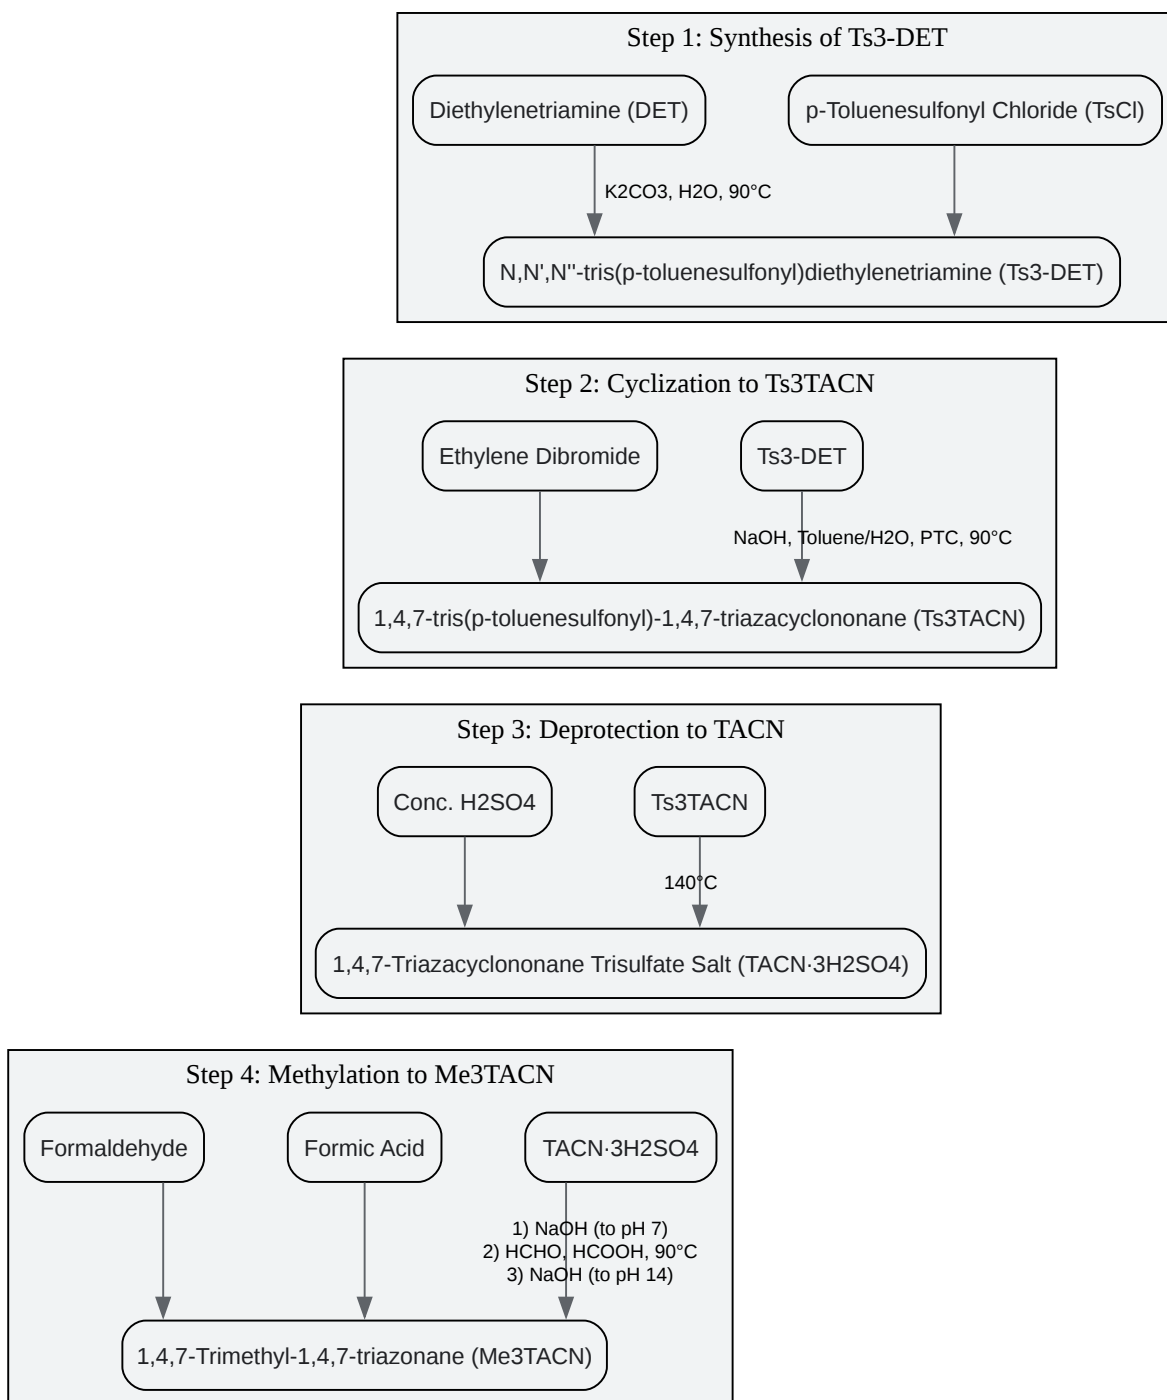 Step 1: Synthesis of Ts3-DET
Diethylenetriamine (DET)
p-Toluenesulfonyl Chloride (TsCl)
K2CO3, H2O, 90°C
N,N',N''-tris(p-toluenesulfonyl)diethylenetriamine (Ts3-DET)
Step 2: Cyclization to Ts3TACN
Ethylene Dibromide
Ts3-DET
NaOH, Toluene/H2O, PTC, 90°C
1,4,7-tris(p-toluenesulfonyl)-1,4,7-triazacyclononane (Ts3TACN)
Step 3: Deprotection to TACN
Conc. H2SO4
Ts3TACN
140°C
1,4,7-Triazacyclononane Trisulfate Salt (TACN·3H2SO4)
Step 4: Methylation to Me3TACN
Formaldehyde
Formic Acid
TACN·3H2SO4
1) NaOH (to pH 7)
2) HCHO, HCOOH, 90°C
3) NaOH (to pH 14)
1,4,7-Trimethyl-1,4,7-triazonane (Me3TACN)